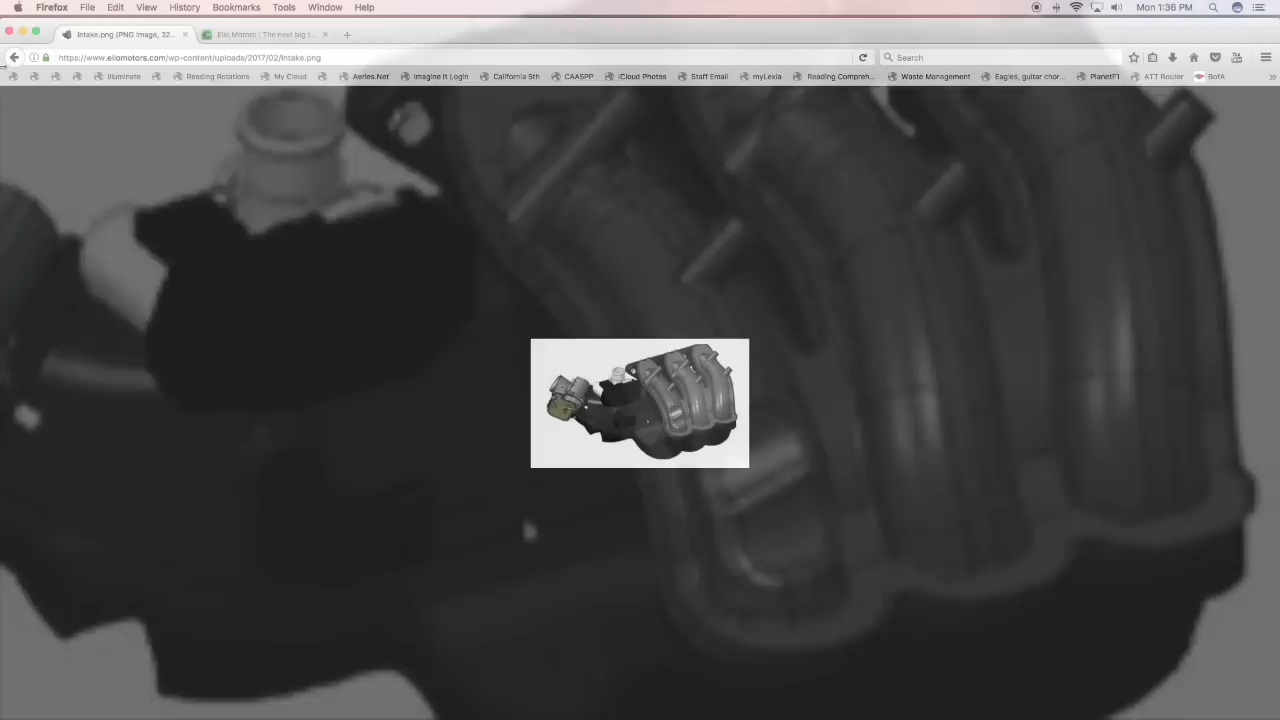 Firefox File Edit View History Bookmarks Tools Window Help Mon 1:36 PM
Intake.png (PNG Image, 32... Elio Motors | The next big t...
https://www.eliomotors.com/wp-content/uploads/2017/02/Intake.png Search
Illuminate Reading Rotations My Cloud Aeries.Net Imagine It Login California 5th CAASPP iCloud Photos Staff Email myLexia Reading Compreh... Waste Management Eagles, guitar chor... PlanetF1 ATT Router BofA